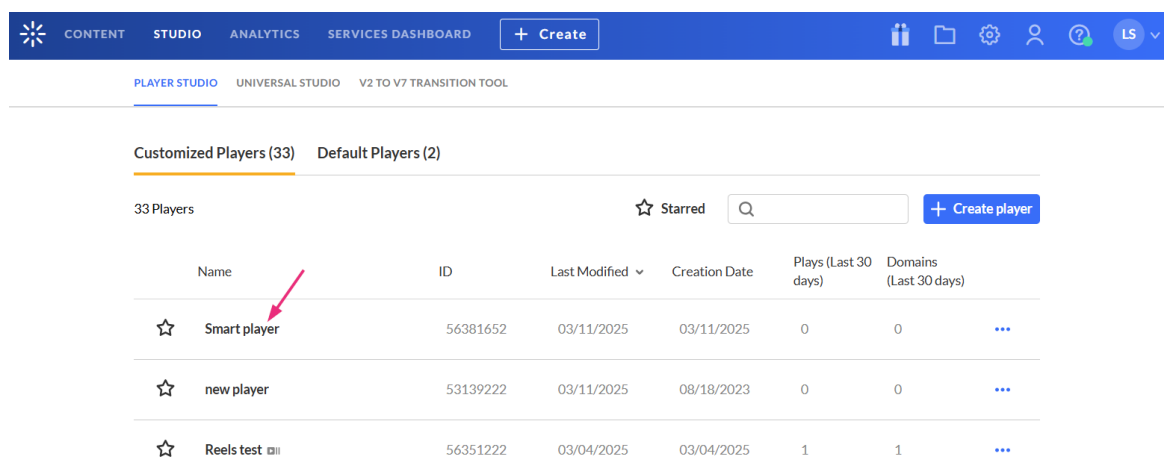 CONTENT STUDIO ANALYTICS SERVICES DASHBOARD + Create LS
PLAYER STUDIO UNIVERSAL STUDIO V2 TO V7 TRANSITION TOOL
Customized Players (33) Default Players (2)
33 Players Starred + Create player
Name ID Last Modified Creation Date Plays (Last 30 days) Domains (Last 30 days)
Smart player 56381652 03/11/2025 03/11/2025 0 0
new player 53139222 03/11/2025 08/18/2023 0 0
Reels test 56351222 03/04/2025 03/04/2025 1 1